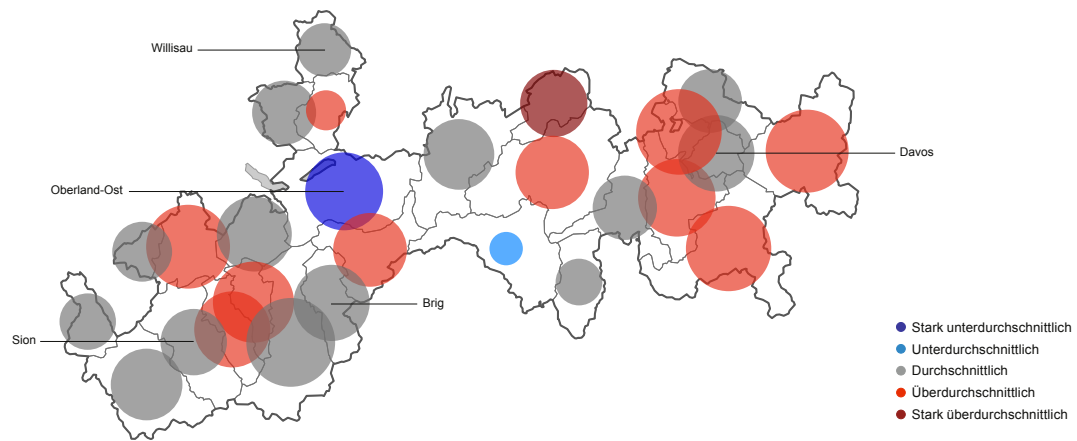 Willisau
Davos
Oberland-Ost
Brig
Sion
Stark unterdurchschnittlich
Unterdurchschnittlich
Durchschnittlich
Überdurchschnittlich
Stark überdurchschnittlich